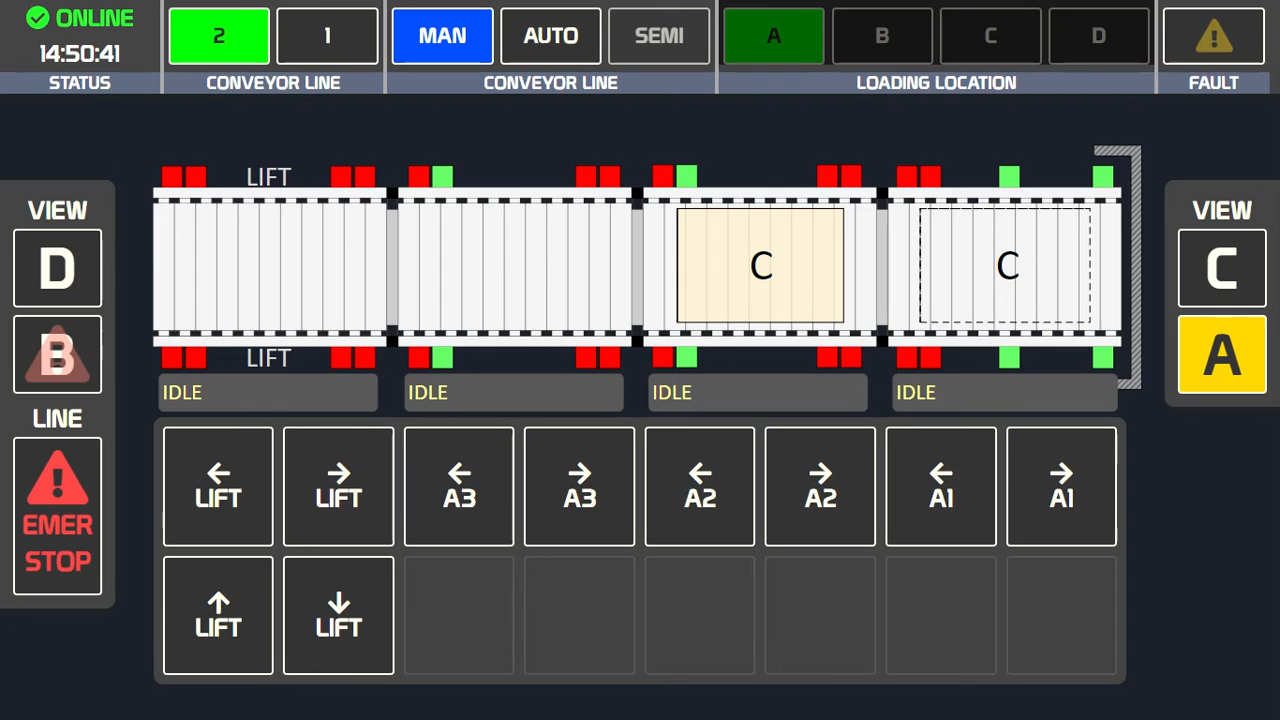 ONLINE
14:50:41
STATUS
2 1
CONVEYOR LINE
MAN AUTO SEMI
CONVEYOR LINE
A B C D
LOADING LOCATION
FAULT
VIEW
D
B
LINE
EMER
STOP
LIFT
C C
LIFT
IDLE IDLE IDLE IDLE
← LIFT → LIFT ← A3 → A3 ← A2 → A2 ← A1 → A1
↑ LIFT ↓ LIFT
VIEW
C
A